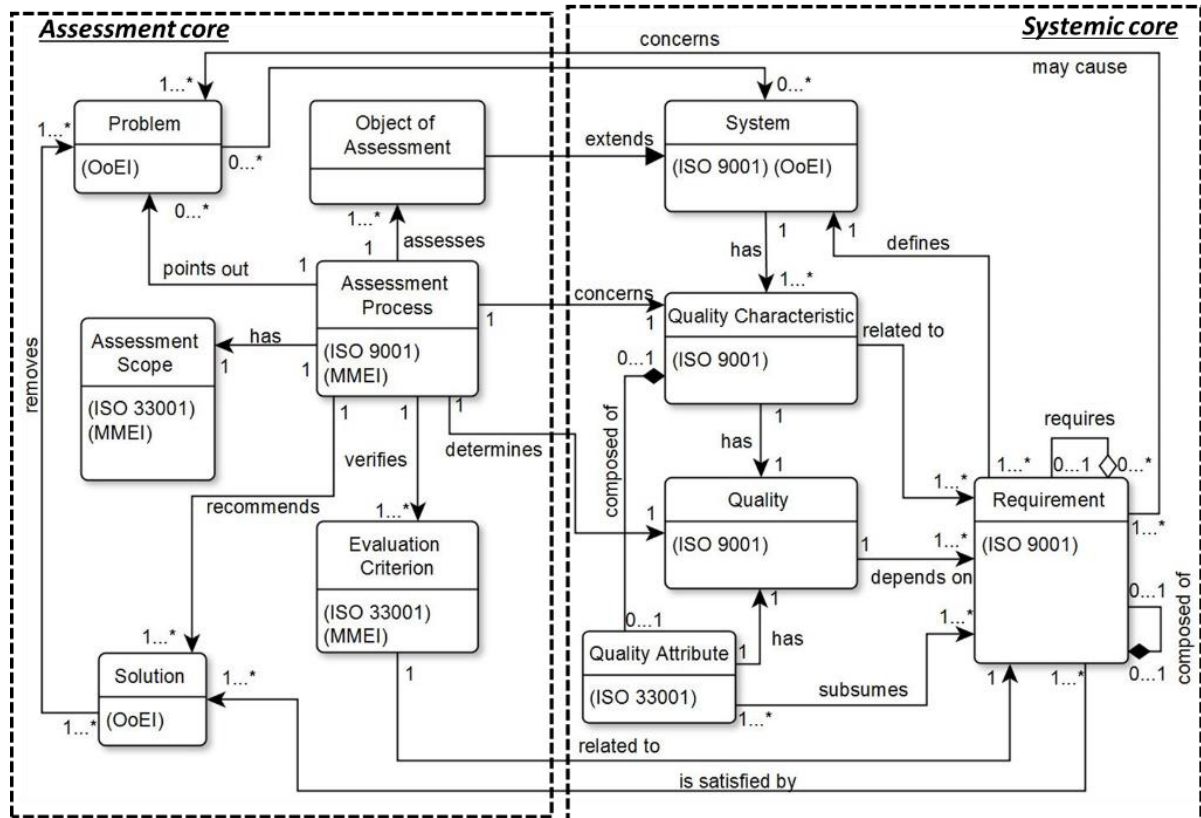 Assessment core
Systemic core
concerns
may cause
1...*
0...*
1...*
Problem
(OoEI)
0...*
0...*
Object of
Assessment
extends
System
(ISO 9001) (OoEI)
1...*
1
assesses
1
has
1
defines
points out
1
Assessment
Process
(ISO 9001)
(MMEI)
1
concerns
1
1...*
Quality Characteristic
(ISO 9001)
related to
removes
Assessment
Scope
(ISO 33001)
(MMEI)
has
1
1
0...1
composed of
1
1
1
verifies
determines
1
has
1
requires
0...1
0...*
1...*
1...*
recommends
1...*
Evaluation
Criterion
(ISO 33001)
(MMEI)
1
Quality
(ISO 9001)
1
1...*
depends on
Requirement
(ISO 9001)
1...*
0...1
0...1
composed of
1...*
Solution
(OoEI)
1...*
1...*
1
0...1
Quality Attribute
(ISO 33001)
1
1
has
1...*
subsumes
1...*
1
1...*
related to
is satisfied by